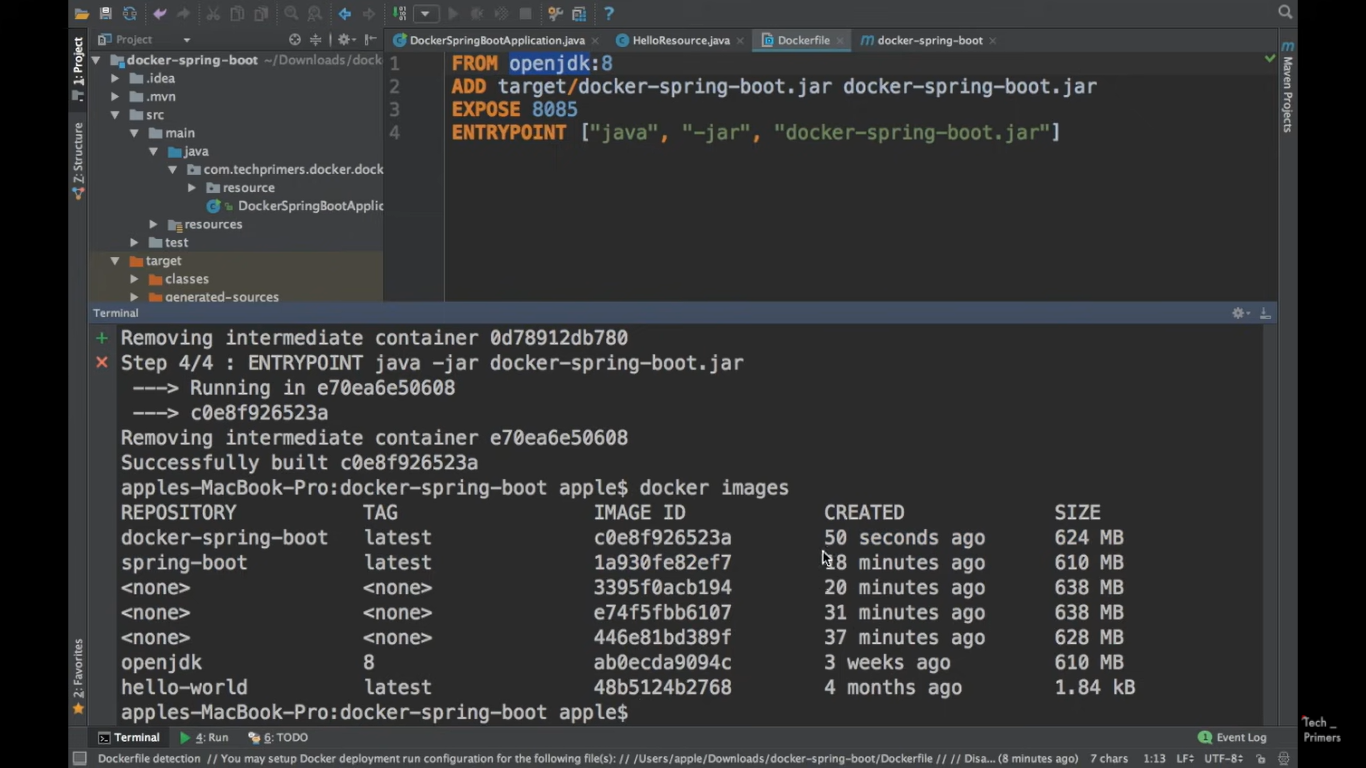 Project
DockerSpringBootApplication.java
HelloResource.java
Dockerfile
docker-spring-boot
1: Project
Z: Structure
2: Favorites
Maven Projects
docker-spring-boot ~/Downloads/dock
.idea
.mvn
src
main
java
com.techprimers.docker.dock
resource
DockerSpringBootApplic
resources
test
target
classes
generated-sources
1 FROM openjdk:8
2 ADD target/docker-spring-boot.jar docker-spring-boot.jar
3 EXPOSE 8085
4 ENTRYPOINT ["java", "-jar", "docker-spring-boot.jar"]
Terminal
Removing intermediate container 0d78912db780
Step 4/4 : ENTRYPOINT java -jar docker-spring-boot.jar
---> Running in e70ea6e50608
---> c0e8f926523a
Removing intermediate container e70ea6e50608
Successfully built c0e8f926523a
apples-MacBook-Pro:docker-spring-boot apple$ docker images
REPOSITORY TAG IMAGE ID CREATED SIZE
docker-spring-boot latest c0e8f926523a 50 seconds ago 624 MB
spring-boot latest 1a930fe82ef7 18 minutes ago 610 MB
<none> <none> 3395f0acb194 20 minutes ago 638 MB
<none> <none> e74f5fbb6107 31 minutes ago 638 MB
<none> <none> 446e81bd389f 37 minutes ago 628 MB
openjdk 8 ab0ecda9094c 3 weeks ago 610 MB
hello-world latest 48b5124b2768 4 months ago 1.84 kB
apples-MacBook-Pro:docker-spring-boot apple$
Terminal 4: Run 6: TODO 1 Event Log
Dockerfile detection // You may setup Docker deployment run configuration for the following file(s): // /Users/apple/Downloads/docker-spring-boot/Dockerfile // // Disa... (8 minutes ago) 7 chars 1:13 LF UTF-8
Tech_
Primers